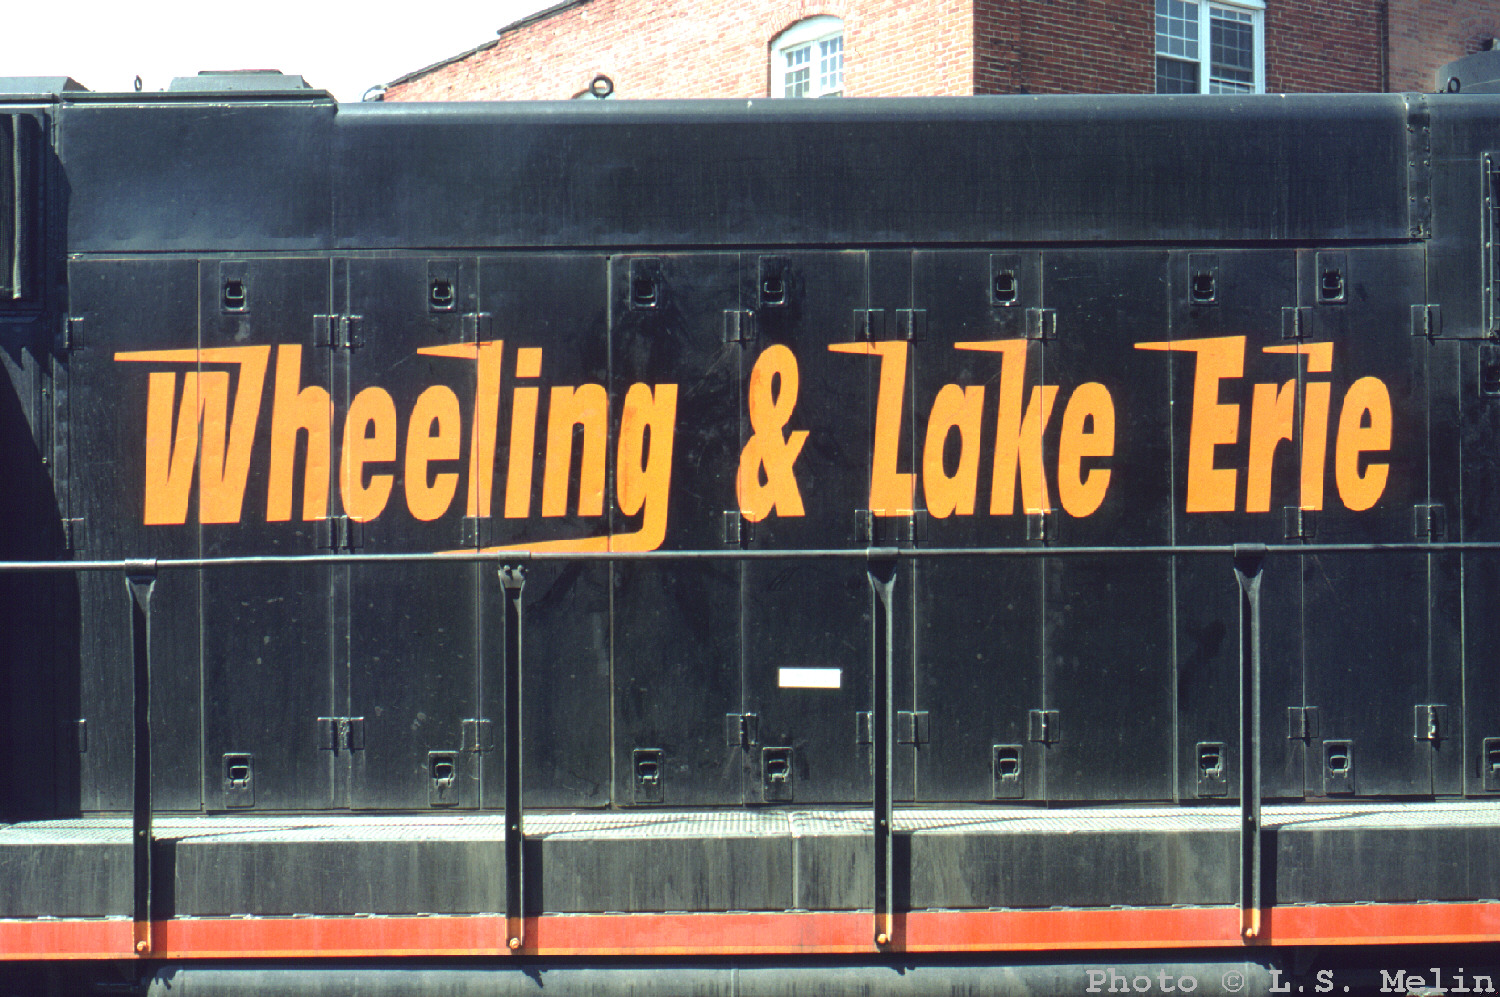 Wheeling & Lake Erie
Photo © L.S. Melin